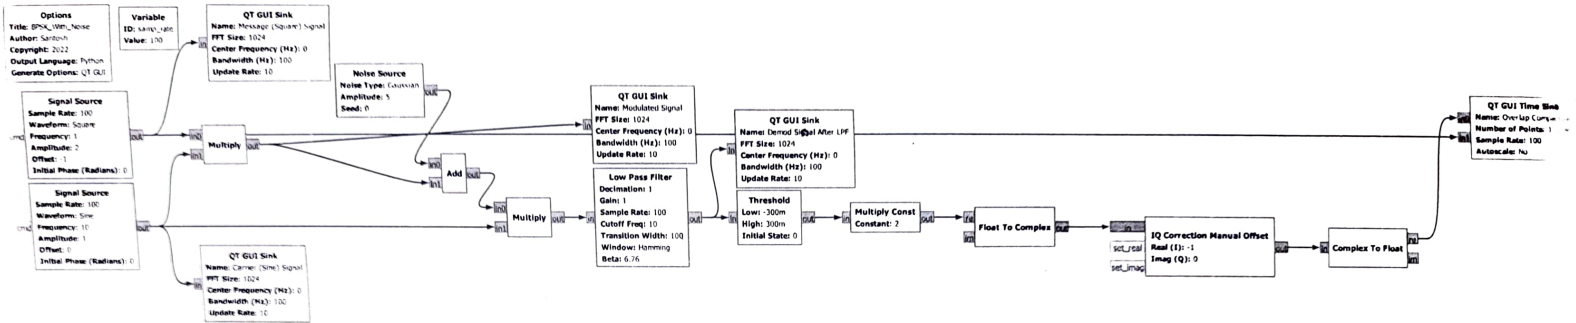 Options
Title: BPSK_With_Noise
Author: Santosh
Copyright: 2022
Output Language: Python
Generate Options: QT GUI
Variable
ID: samp_rate
Value: 100
QT GUI Sink
Name: Message (Square) Signal
FFT Size: 1024
Center Frequency (Hz): 0
Bandwidth (Hz): 100
Update Rate: 10
Noise Source
Noise Type: Gaussian
Amplitude: 5
Seed: 0
out
Signal Source
Sample Rate: 100
Waveform: Square
Frequency: 1
Amplitude: 2
Offset: -1
Initial Phase (Radians): 0
cmd
out
in
in0
in1
Multiply
out
Signal Source
Sample Rate: 100
Waveform: Sine
Frequency: 10
Amplitude: 1
Offset: 0
Initial Phase (Radians): 0
cmd
out
QT GUI Sink
Name: Carrier (Sine) Signal
FFT Size: 1024
Center Frequency (Hz): 0
Bandwidth (Hz): 100
Update Rate: 10
in
in0
in1
Add
out
in0
in1
Multiply
out
QT GUI Sink
Name: Modulated Signal
FFT Size: 1024
Center Frequency (Hz): 0
Bandwidth (Hz): 100
Update Rate: 10
in
Low Pass Filter
Decimation: 1
Gain: 1
Sample Rate: 100
Cutoff Freq: 10
Transition Width: 100
Window: Hamming
Beta: 6.76
in
out
QT GUI Sink
Name: Demod Signal After LPF
FFT Size: 1024
Center Frequency (Hz): 0
Bandwidth (Hz): 100
Update Rate: 10
in
Threshold
Low: -300m
High: 300m
Initial State: 0
in
out
Multiply Const
Constant: 2
in
out
re
im
Float To Complex
out
in
set_real
set_imag
IQ Correction Manual Offset
Real (I): -1
Imag (Q): 0
out
in
Complex To Float
re
im
QT GUI Time Sink
Name: Overlap
Number of Points: 1
Sample Rate: 100
Autoscale: No
in0
in1